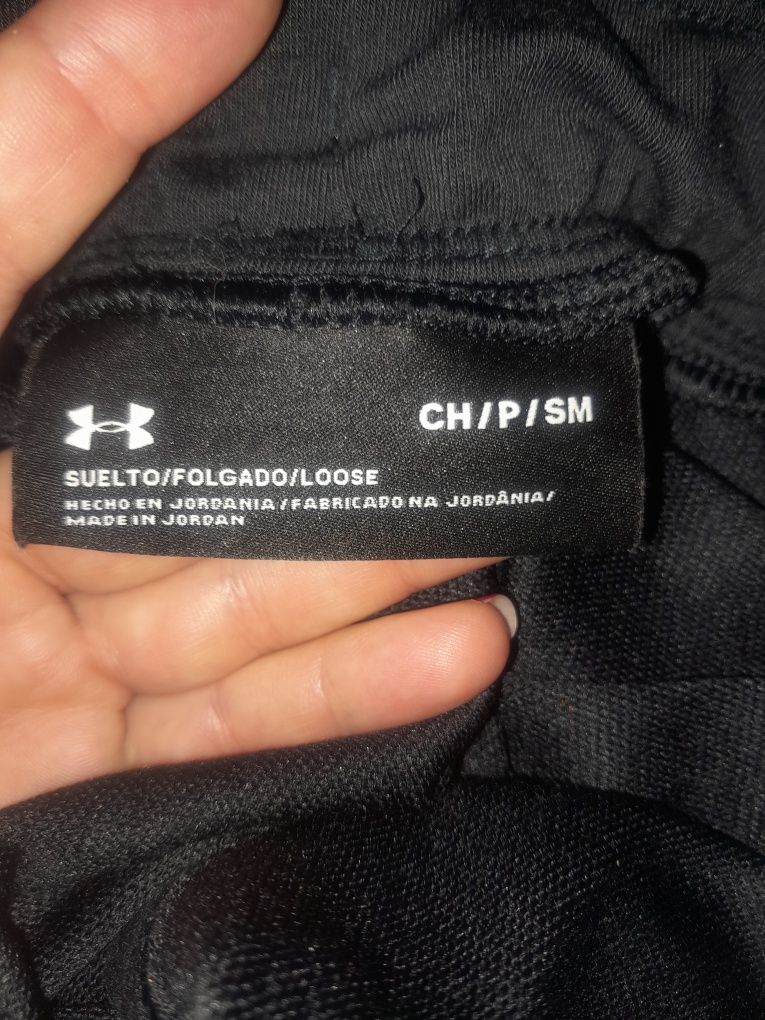 CH/P/SM
SUELTO/FOLGADO/LOOSE
HECHO EN JORDANIA/FABRICADO NA JORDÂNIA/
MADE IN JORDAN